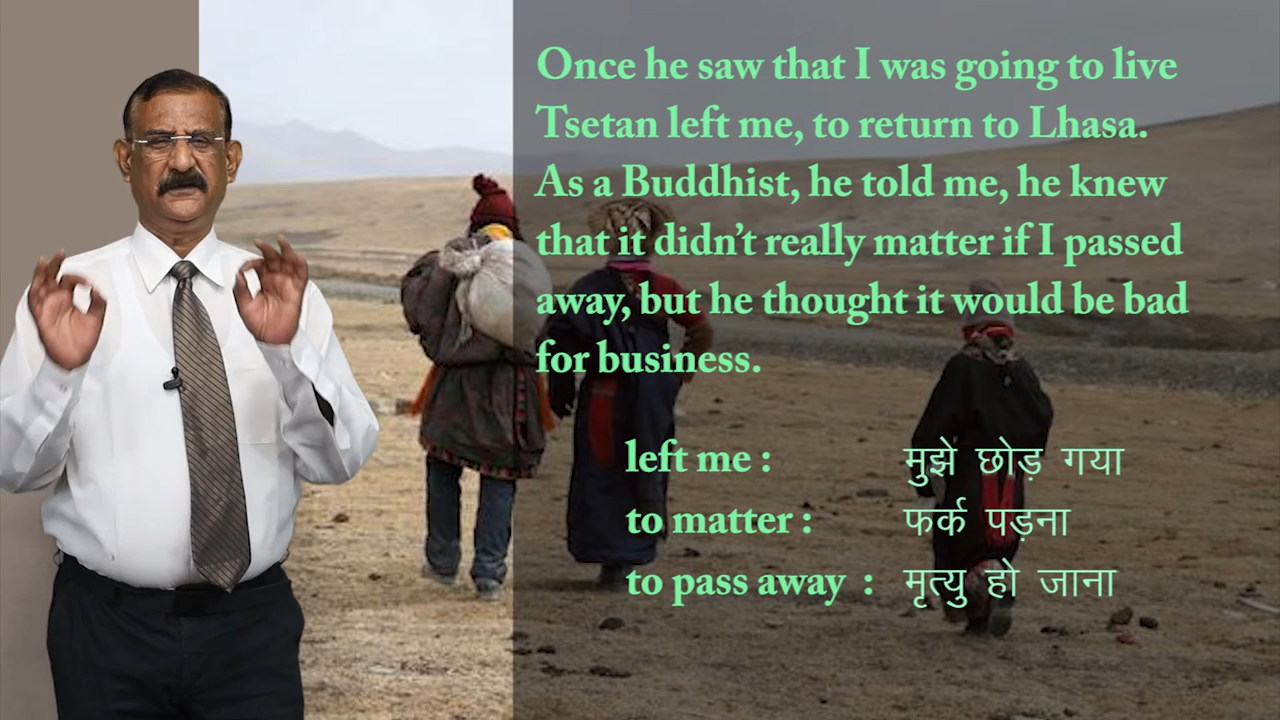 Once he saw that I was going to live
Tsetan left me, to return to Lhasa.
As a Buddhist, he told me, he knew
that it didn't really matter if I passed
away, but he thought it would be bad
for business.
left me : मुझे छोड़ गया
to matter : फर्क पड़ना
to pass away : मृत्यु हो जाना